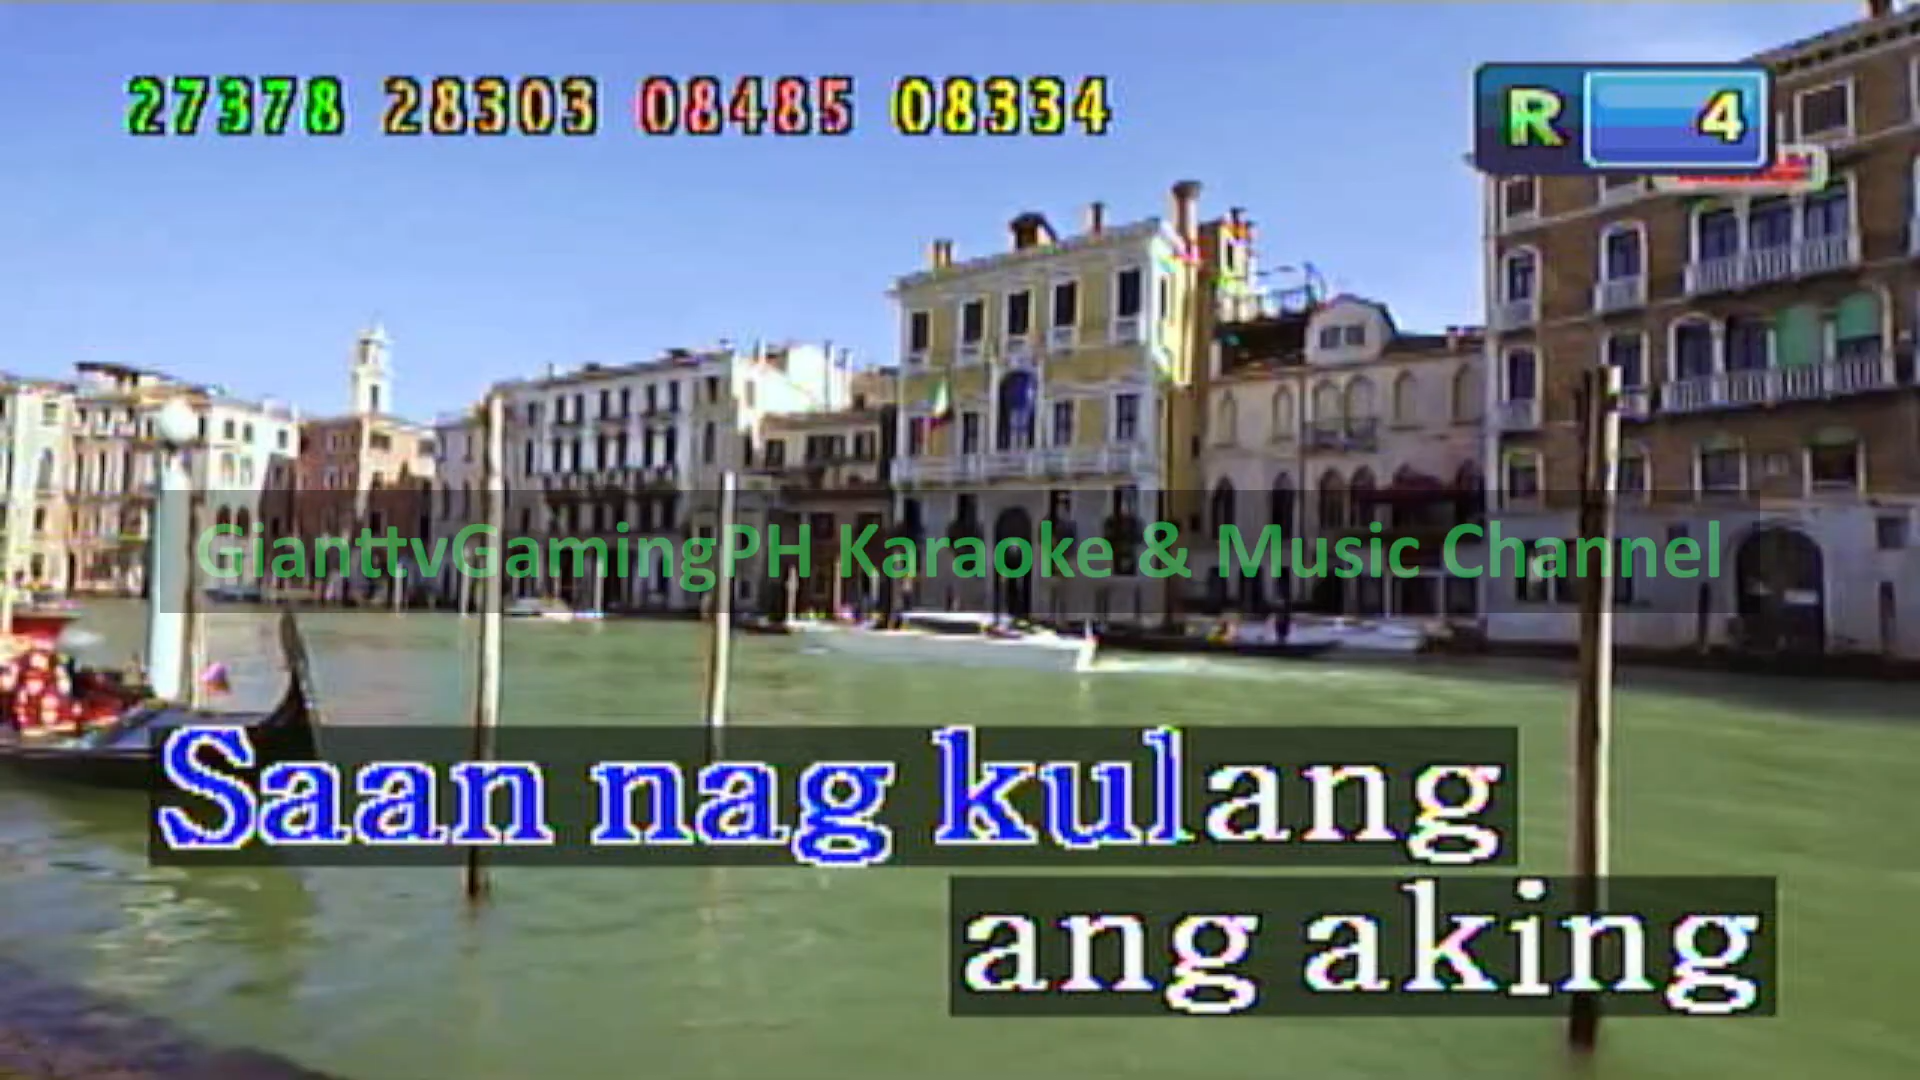 27378 28303 08485 08334
R 4
GianttvGamingPH Karaoke & Music Channel
Saan nag kulang
ang aking